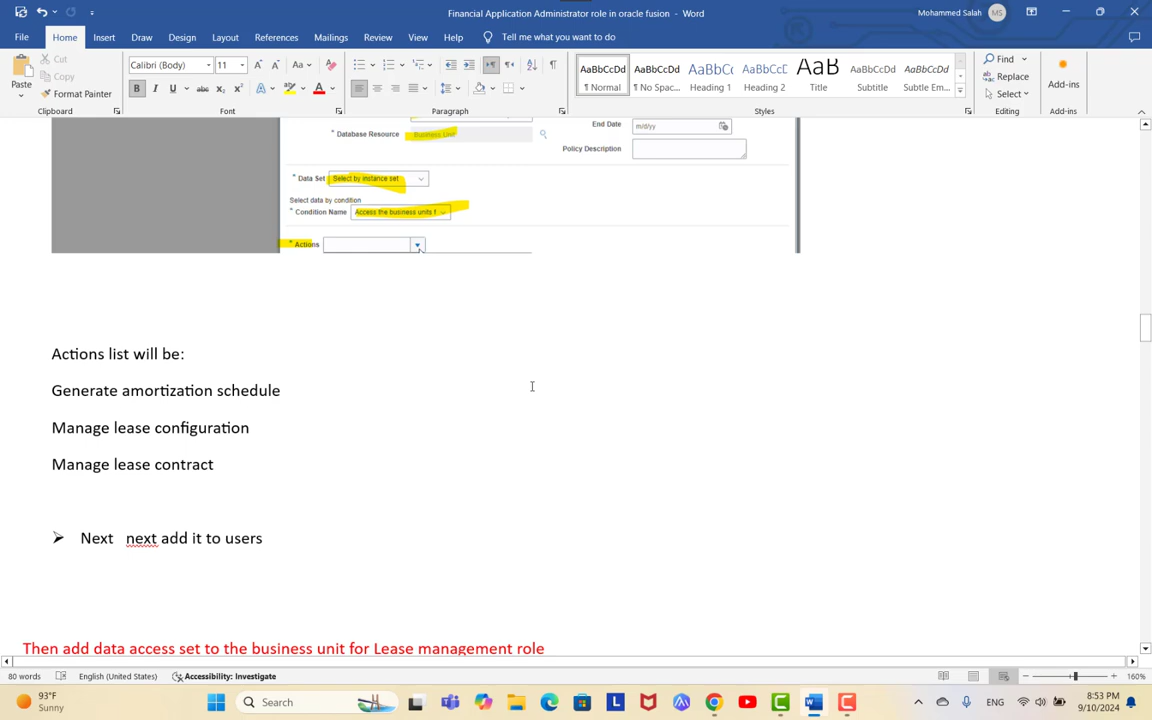 Financial Application Administrator role in oracle fusion - Word
Mohammed Salah MS
File Home Insert Draw Design Layout References Mailings Review View Help Tell me what you want to do
Paste
Cut
Copy
Format Painter
Clipboard
Calibri (Body) 11
Font
Paragraph
AaBbCcDd AaBbCcDd AaBbCc AaBbCcD AaB AaBbCcD AaBbCcDd
¶ Normal ¶ No Spac... Heading 1 Heading 2 Title Subtitle Subtle Em...
Styles
Find
Replace
Select
Editing
Add-ins
Add-ins
End Date m/d/yy
* Database Resource Business Unit
Policy Description
* Data Set Select by instance set
Select data by condition
* Condition Name Access the business units f
* Actions
Actions list will be:
Generate amortization schedule
Manage lease configuration
Manage lease contract
Next next add it to users
Then add data access set to the business unit for Lease management role
80 words English (United States) Accessibility: Investigate 160%
93°F
Sunny
Search
ENG
8:53 PM
9/10/2024